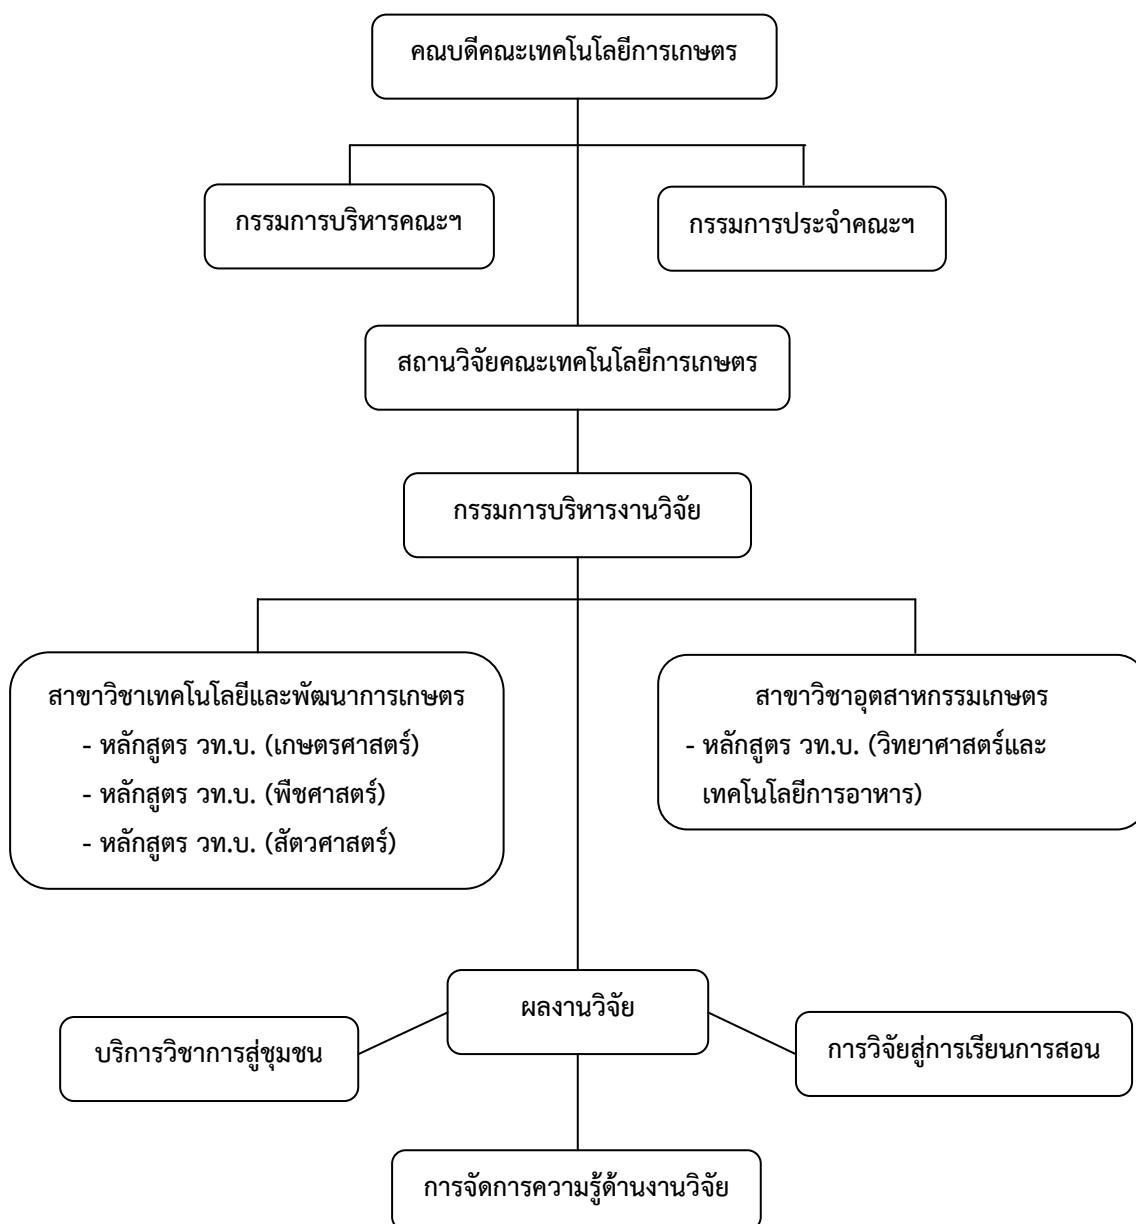 คณบดีคณะเทคโนโลยีการเกษตร
กรรมการบริหารคณะฯ
กรรมการประจำคณะฯ
สถานวิจัยคณะเทคโนโลยีการเกษตร
กรรมการบริหารงานวิจัย
สาขาวิชาเทคโนโลยีและพัฒนาการเกษตร
- หลักสูตร วท.บ. (เกษตรศาสตร์)
- หลักสูตร วท.บ. (พืชศาสตร์)
- หลักสูตร วท.บ. (สัตวศาสตร์)
สาขาวิชาอุตสาหกรรมเกษตร
- หลักสูตร วท.บ. (วิทยาศาสตร์และ
เทคโนโลยีการอาหาร)
ผลงานวิจัย
บริการวิชาการสู่ชุมชน
การวิจัยสู่การเรียนการสอน
การจัดการความรู้ด้านงานวิจัย